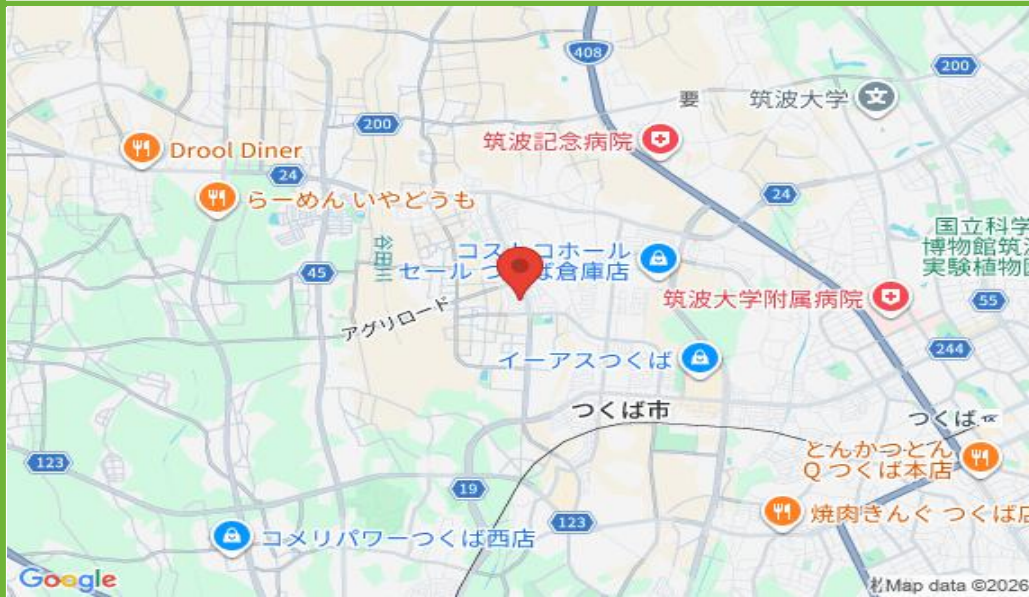 408
200
筑波大学
要
200
筑波記念病院
Drool Diner
24
24
らーめん いやどうも
国立科学
博物館筑波
実験植物園
谷田川
コストコホール
セール つくば倉庫店
45
筑波大学附属病院
55
アグリロード
244
イーアスつくば
つくば市
つくば
とんかつとん
Q つくば本店
123
19
焼肉きんぐ つくば店
123
コメリパワーつくば西店
Google
Map data ©2026